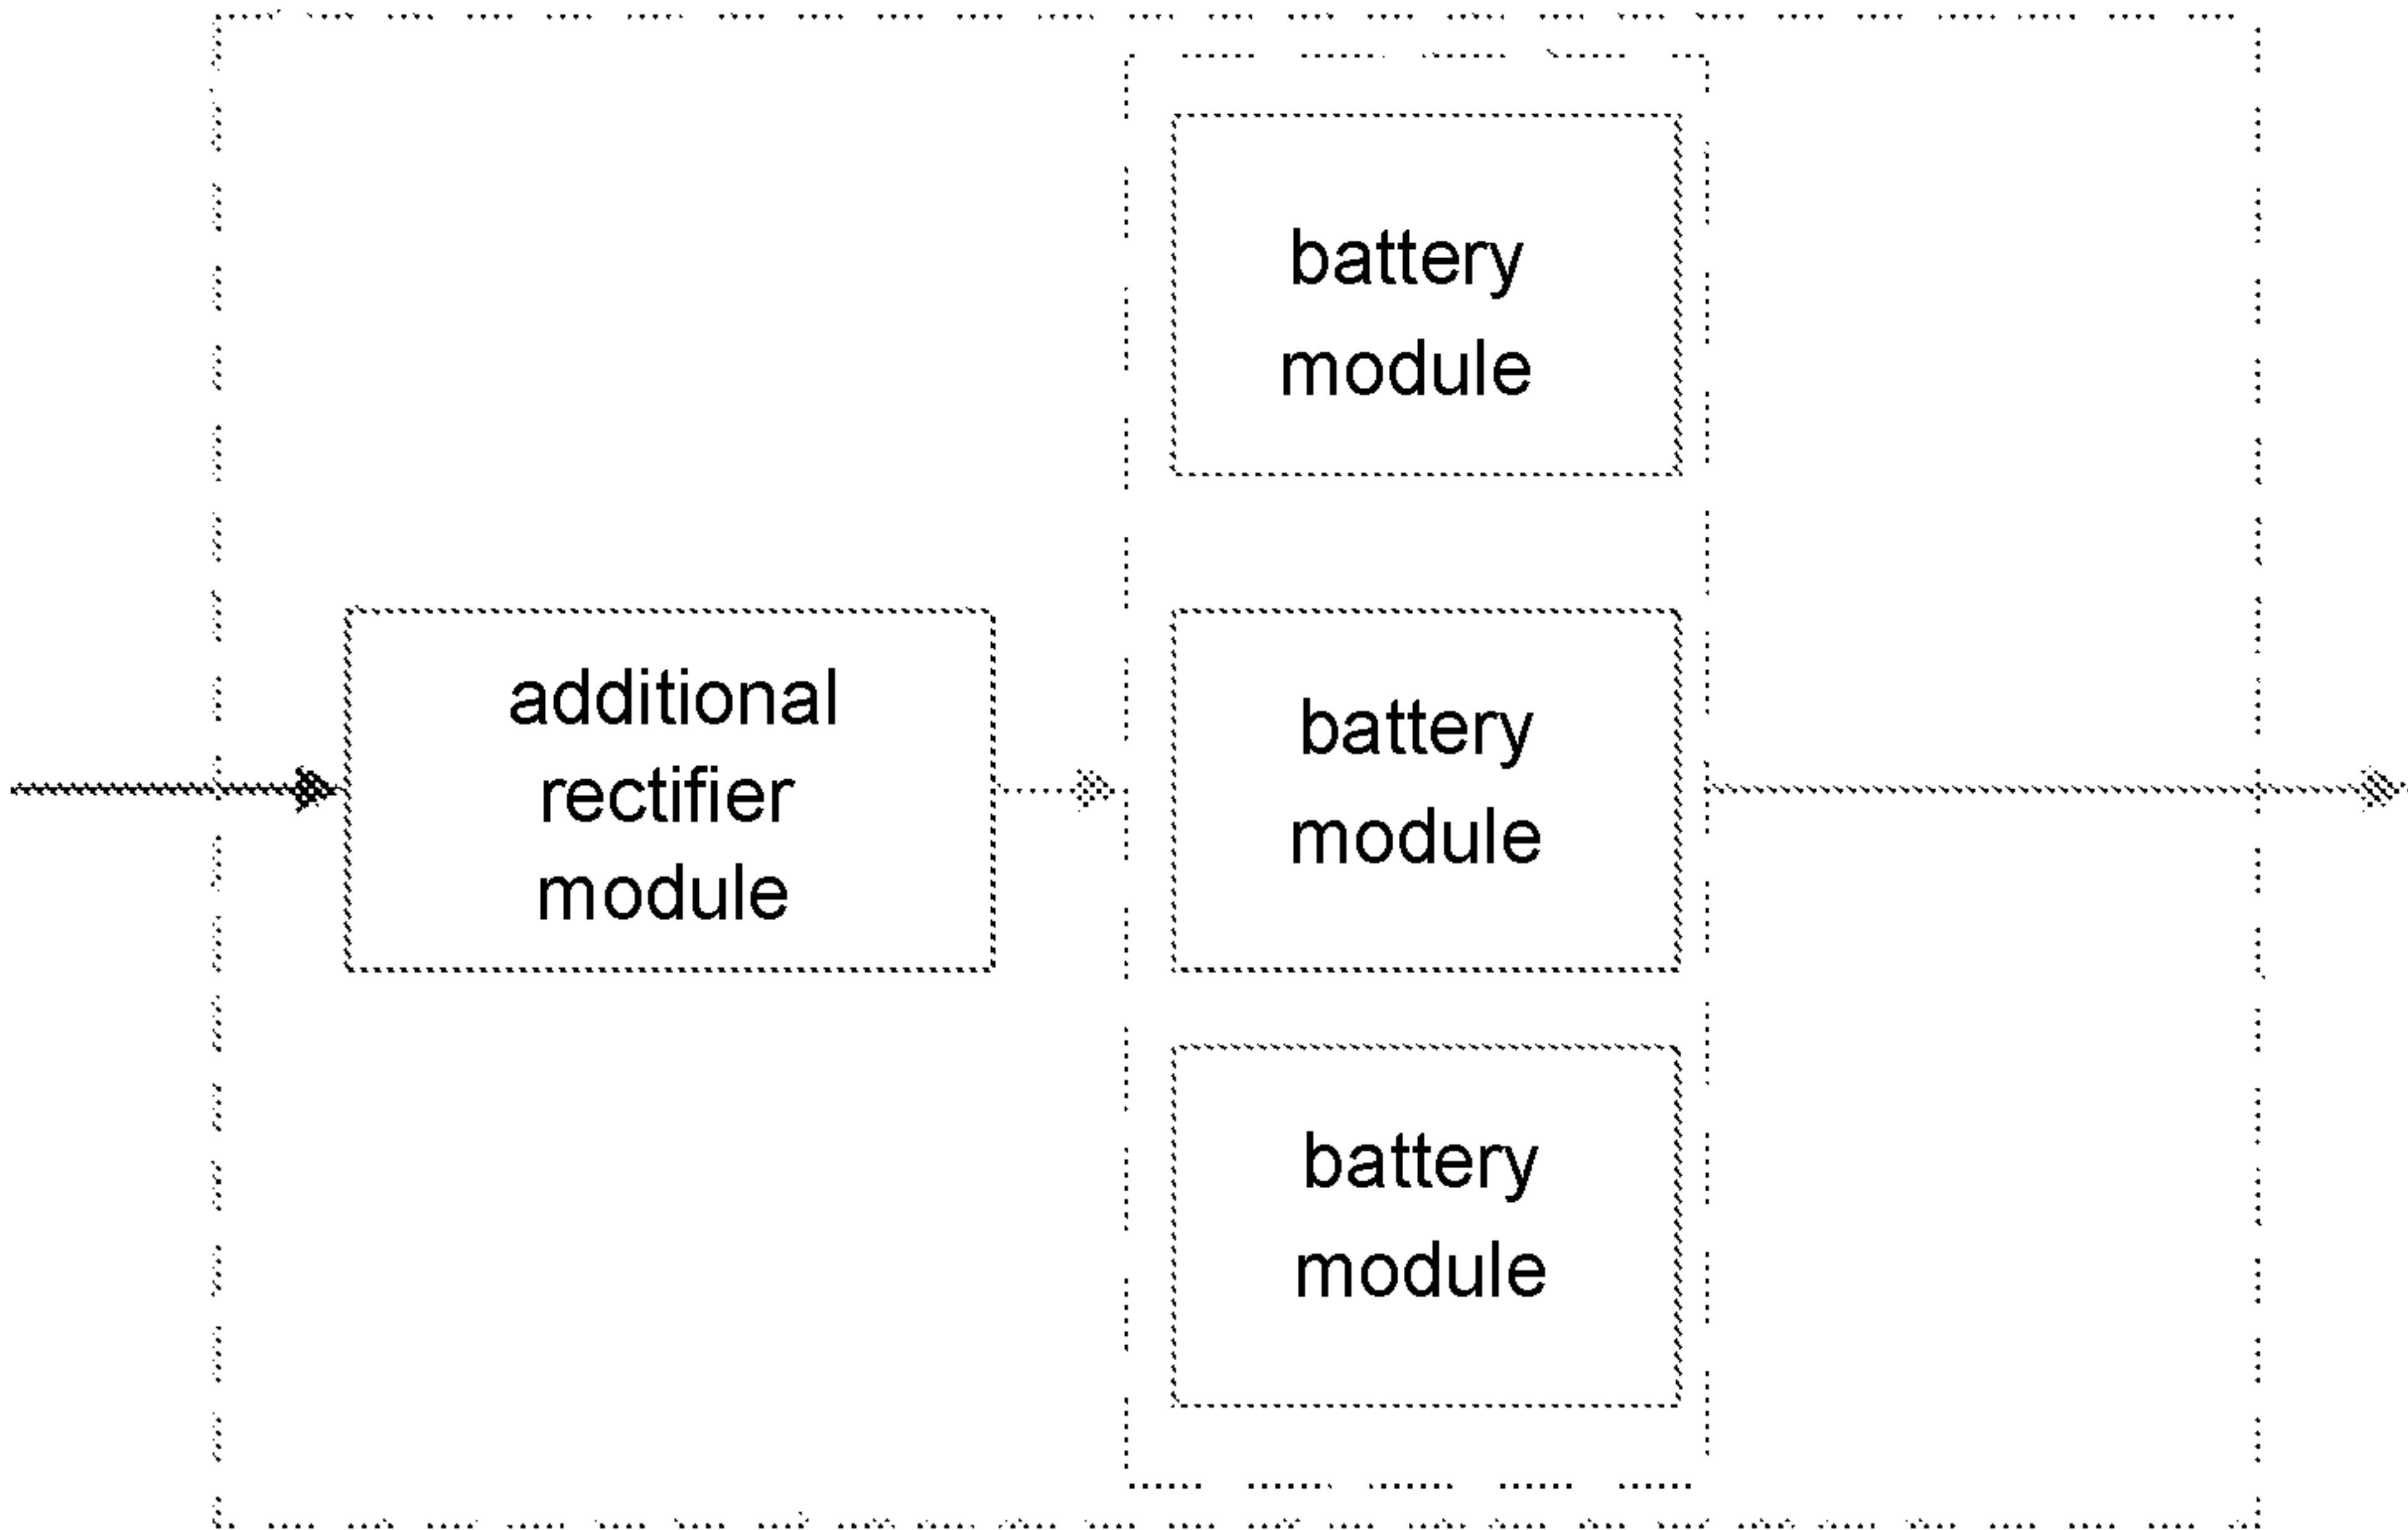 battery
module
additional
rectifier
module
battery
module
battery
module